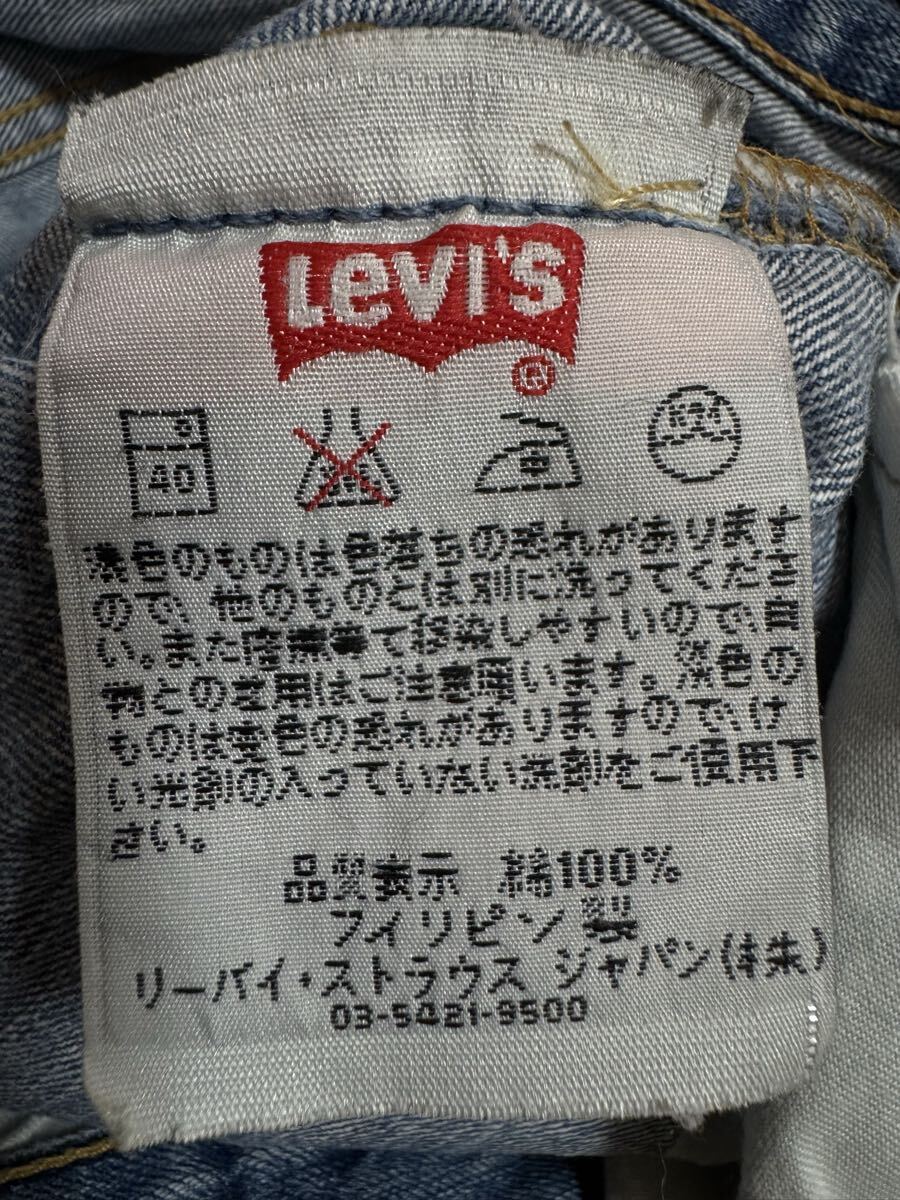 Levi's
®
40
濃色のものは色落ちの恐れがあります
ので、他のものとは別に洗ってくださ
い。また摩擦等で移染しやすいので、白
物との着用はご注意願います。淡色の
ものは変色の恐れがありますので、け
い光剤の入っていない洗剤をご使用下
さい。
品質表示 綿100%
フィリピン製
リーバイ・ストラウス ジャパン(株)
03-5421-9500